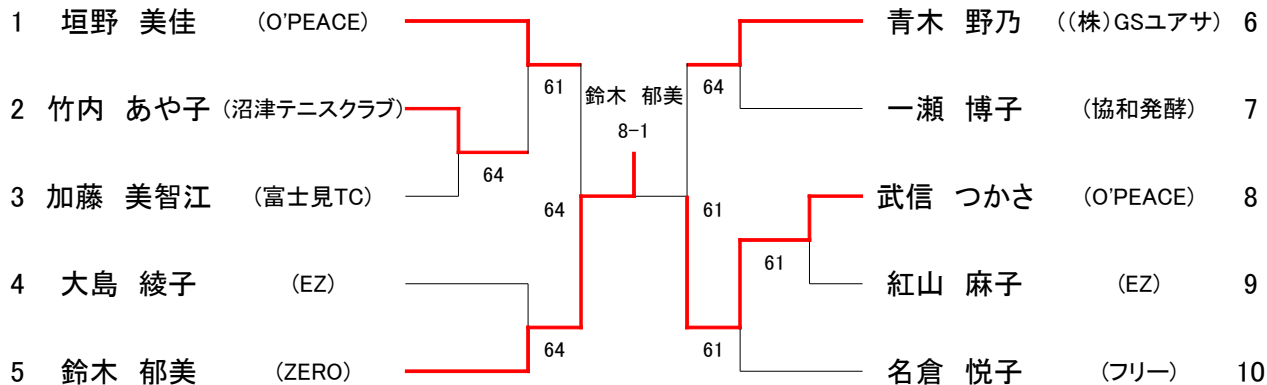 1 垣野 美佳 (O'PEACE)
青木 野乃 ((株)GSユアサ) 6
61
鈴木 郁美
64
2 竹内 あや子 (沼津テニスクラブ)
一瀬 博子 (協和発酵) 7
8-1
64
3 加藤 美智江 (富士見TC)
武信 つかさ (O'PEACE) 8
64
61
61
4 大島 綾子 (EZ)
紅山 麻子 (EZ) 9
64
61
5 鈴木 郁美 (ZERO)
名倉 悦子 (フリー) 10